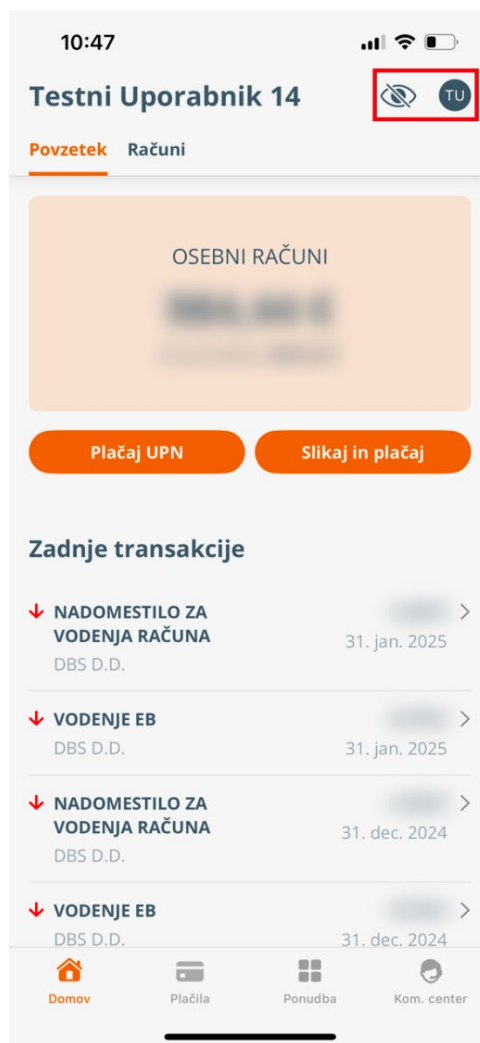 10:47
Testni Uporabnik 14
TU
Povzetek Računi
OSEBNI RAČUNI
Plačaj UPN
Slikaj in plačaj
Zadnje transakcije
NADOMESTILO ZA
VODENJA RAČUNA
31. jan. 2025
DBS D.D.
VODENJE EB
DBS D.D.
31. jan. 2025
NADOMESTILO ZA
VODENJA RAČUNA
31. dec. 2024
DBS D.D.
VODENJE EB
DBS D.D.
31. dec. 2024
Domov
Plačila
Ponudba
Kom. center